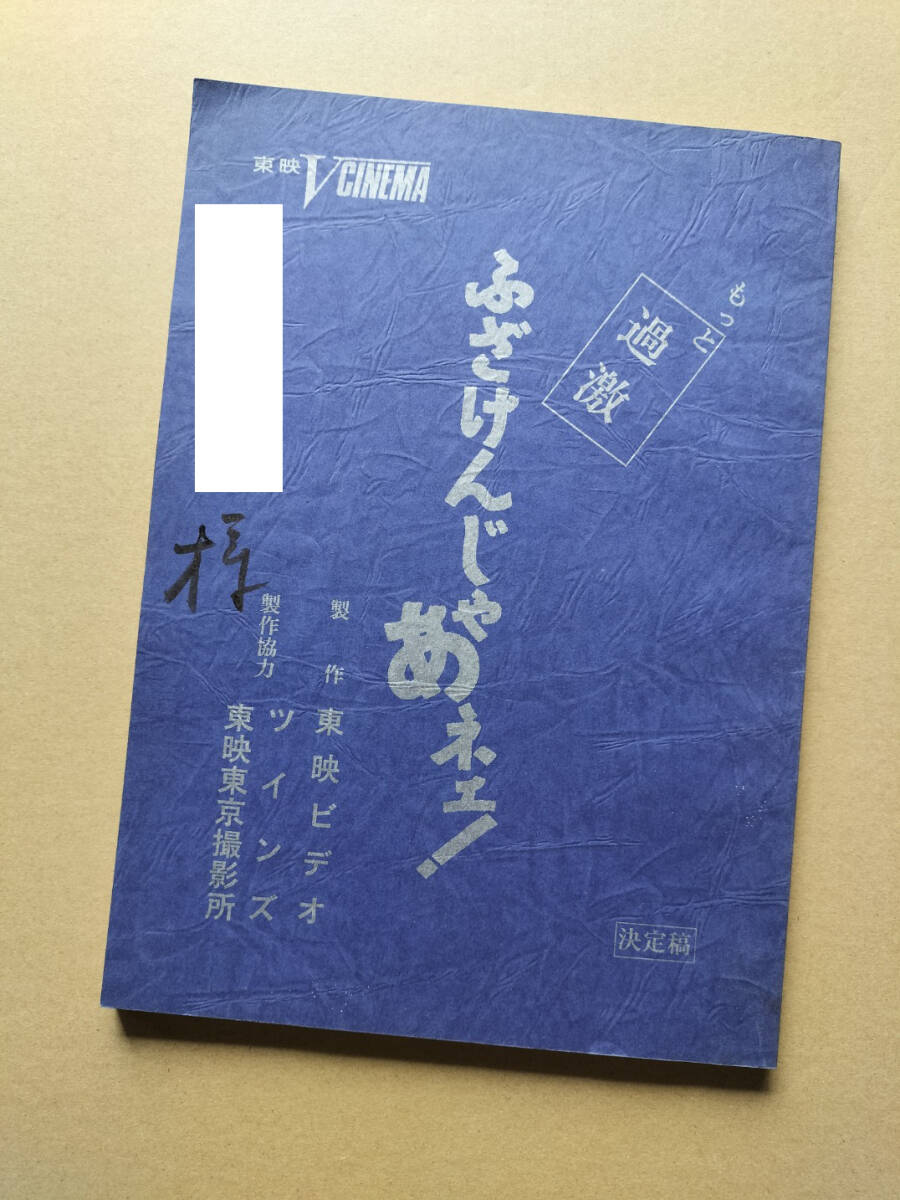 東映 V CINEMA
もっと
過激
ふざけんじゃあネェ!
製作 東映ビデオ
製作協力 ツインズ
東映東京撮影所
様
決定稿